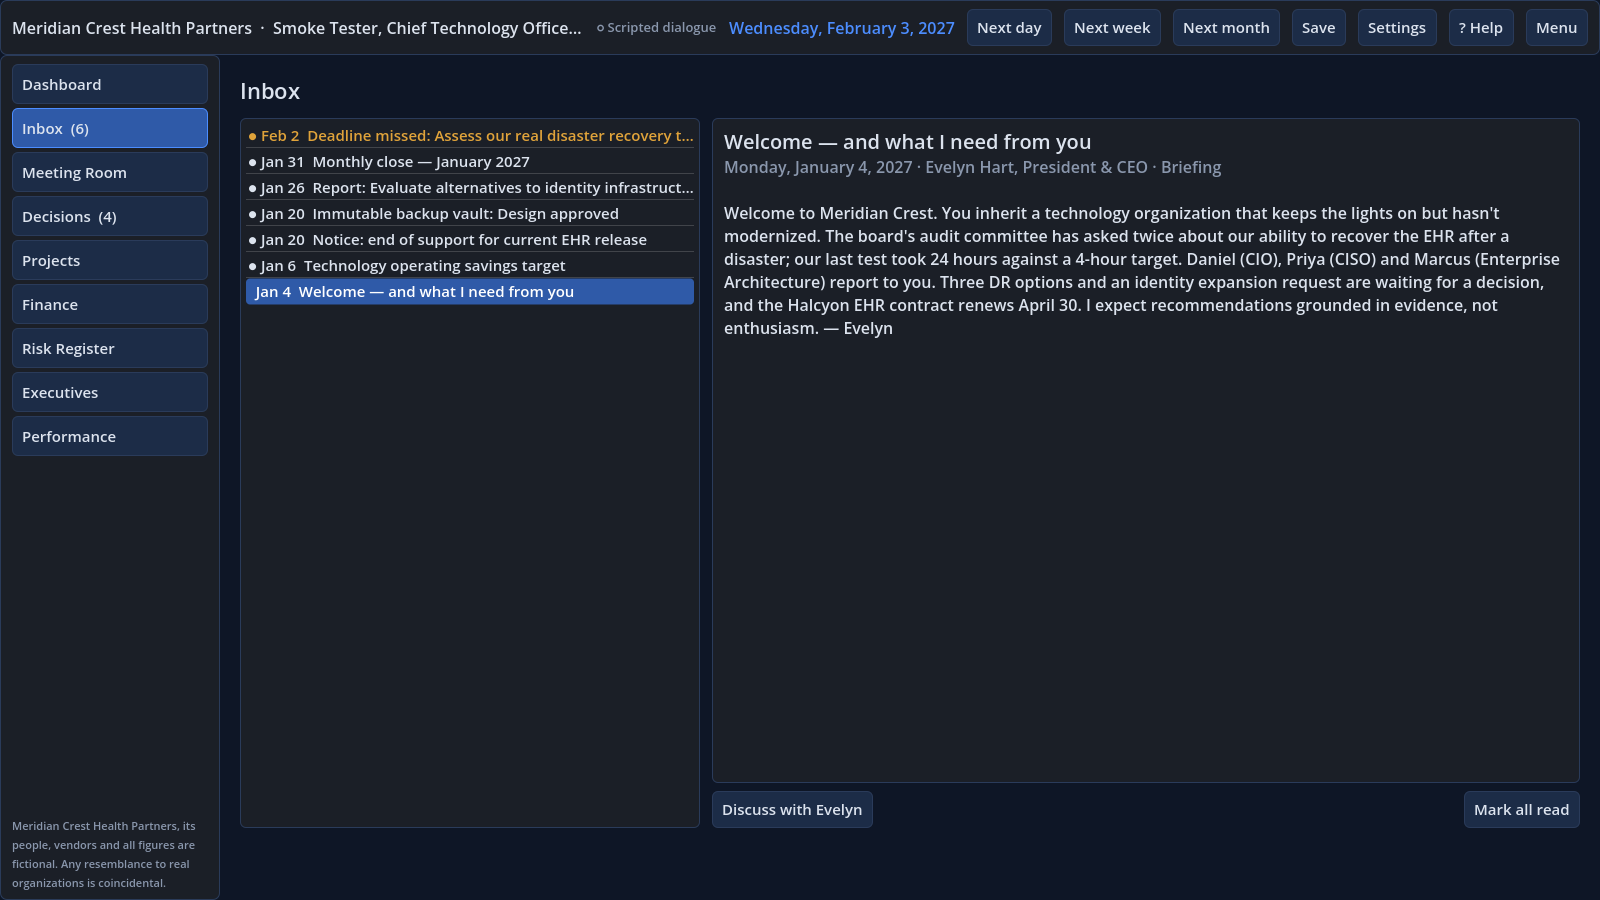 Meridian Crest Health Partners · Smoke Tester, Chief Technology Office...
Scripted dialogue
Wednesday, February 3, 2027
Next day
Next week
Next month
Save
Settings
? Help
Menu
Dashboard
Inbox (6)
Meeting Room
Decisions (4)
Projects
Finance
Risk Register
Executives
Performance
Meridian Crest Health Partners, its
people, vendors and all figures are
fictional. Any resemblance to real
organizations is coincidental.
Inbox
● Feb 2 Deadline missed: Assess our real disaster recovery t...
● Jan 31 Monthly close — January 2027
● Jan 26 Report: Evaluate alternatives to identity infrastruct...
● Jan 20 Immutable backup vault: Design approved
● Jan 20 Notice: end of support for current EHR release
● Jan 6 Technology operating savings target
Jan 4 Welcome — and what I need from you
Welcome — and what I need from you
Monday, January 4, 2027 · Evelyn Hart, President & CEO · Briefing
Welcome to Meridian Crest. You inherit a technology organization that keeps the lights on but hasn't
modernized. The board's audit committee has asked twice about our ability to recover the EHR after a
disaster; our last test took 24 hours against a 4-hour target. Daniel (CIO), Priya (CISO) and Marcus (Enterprise
Architecture) report to you. Three DR options and an identity expansion request are waiting for a decision,
and the Halcyon EHR contract renews April 30. I expect recommendations grounded in evidence, not
enthusiasm. — Evelyn
Discuss with Evelyn
Mark all read